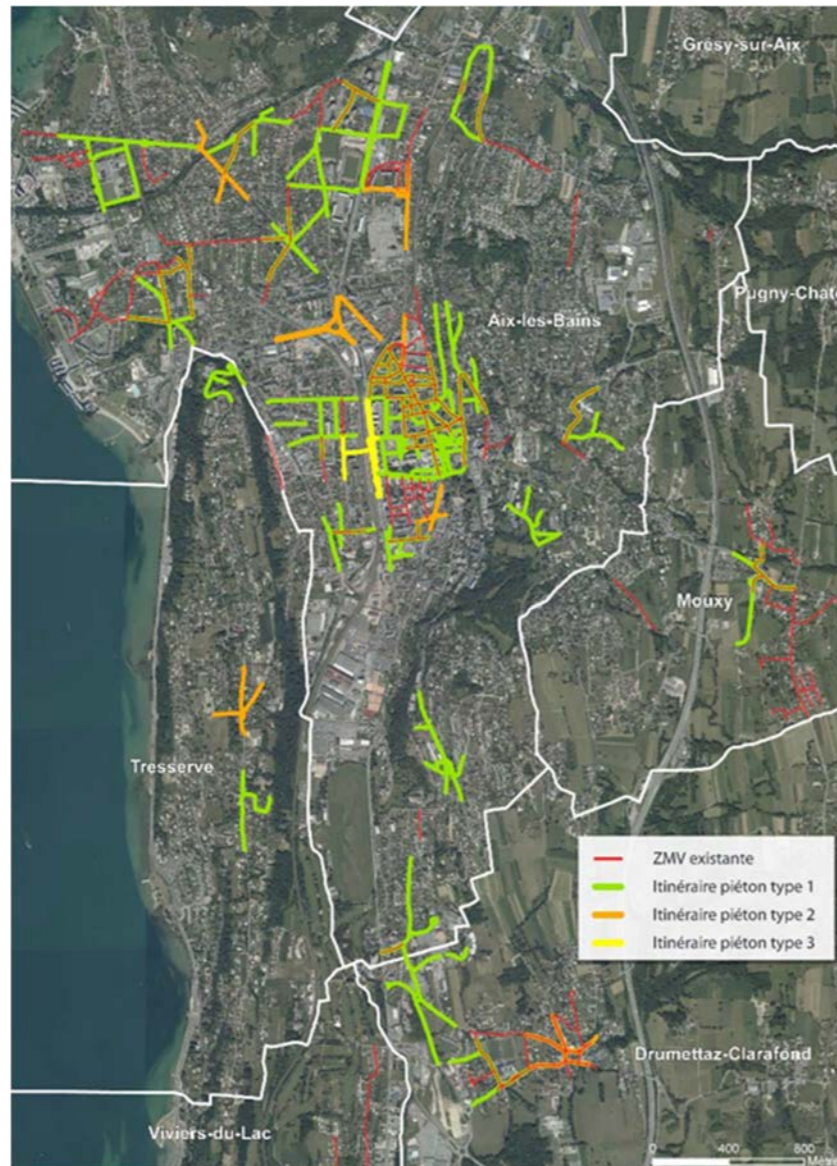 Grésy-sur-Aix
Pugny-Chat
Aix-les-Bains
Mouxy
Tresserve
ZMV existante
Itinéraire piéton type 1
Itinéraire piéton type 2
Itinéraire piéton type 3
Drumettaz-Clarafond
Viviers-du-Lac
0 400 800